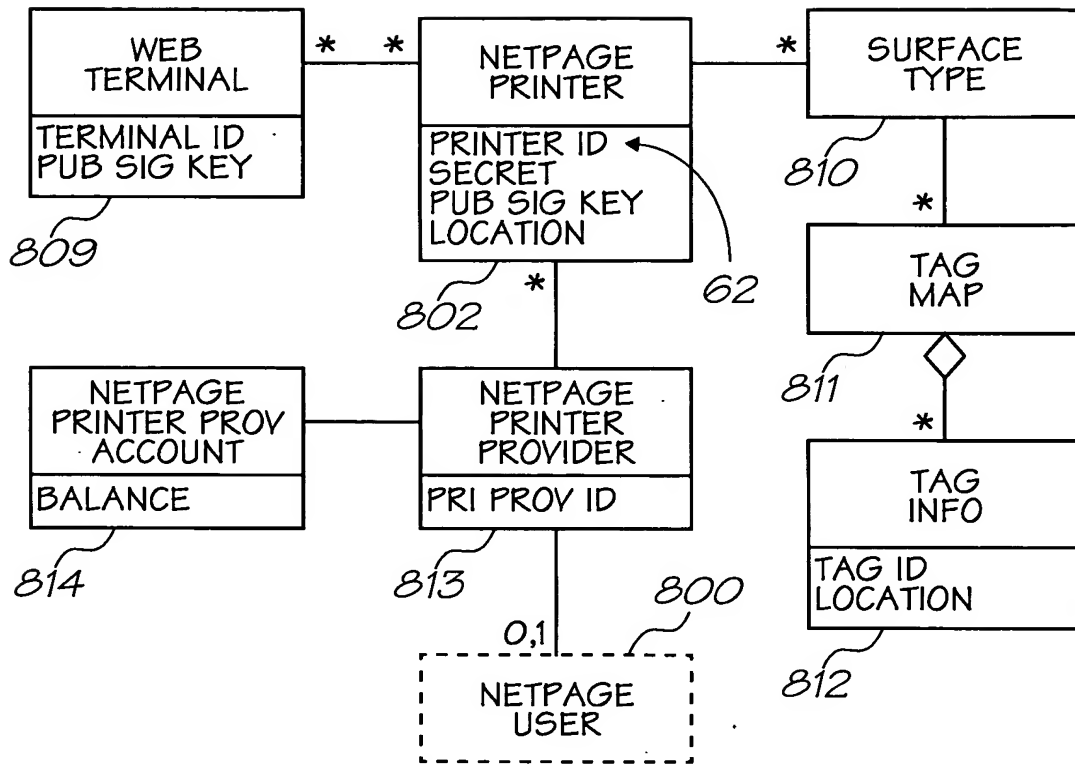 WEB
TERMINAL
TERMINAL ID
PUB SIG KEY
809
* *
NETPAGE
PRINTER
PRINTER ID
SECRET
PUB SIG KEY
LOCATION
802
62
*
*
SURFACE
TYPE
810
*
TAG
MAP
811
*
TAG
INFO
TAG ID
LOCATION
812
NETPAGE
PRINTER PROV
ACCOUNT
BALANCE
814
NETPAGE
PRINTER
PROVIDER
PRI PROV ID
813
0,1
800
NETPAGE
USER